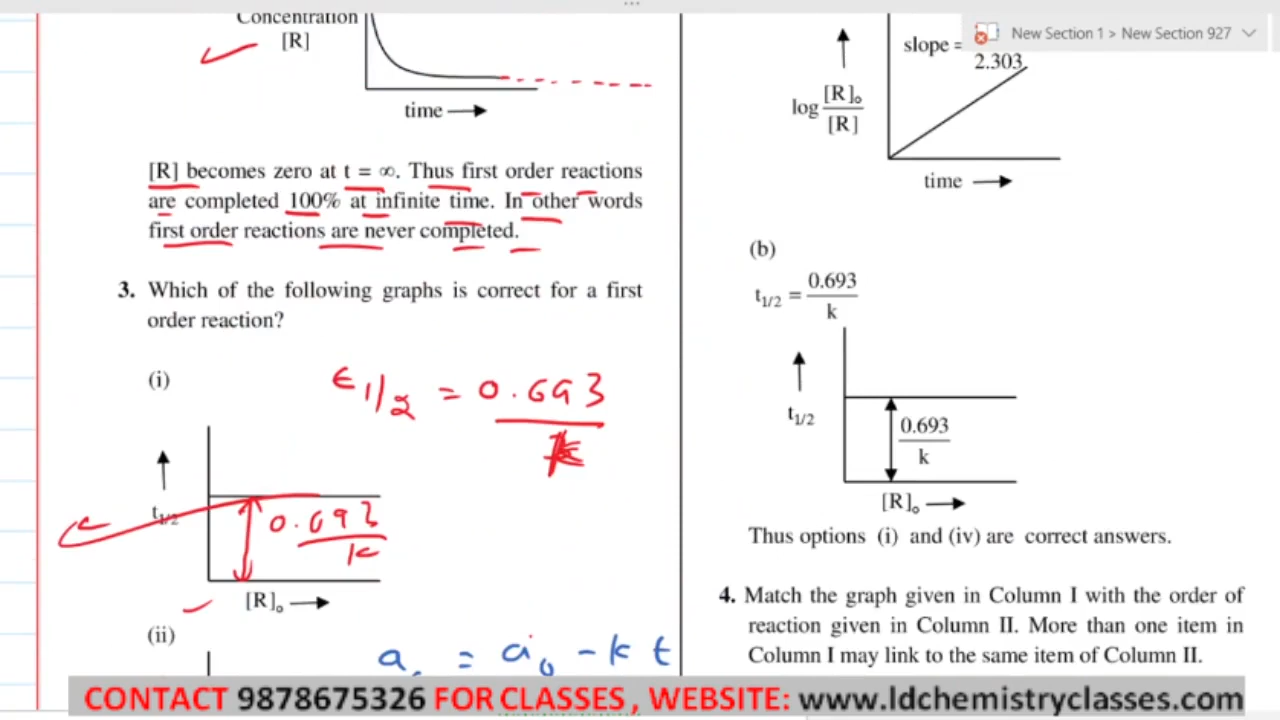 Concentration
[R]
time
[R] becomes zero at t = ∞. Thus first order reactions
are completed 100% at infinite time. In other words
first order reactions are never completed.
3. Which of the following graphs is correct for a first
order reaction?
(i)
t1/2 = 0.693
k
t1/2
0.693
k
[R]o
(ii)
a = a0 - k t
New Section 1 > New Section 927
slope =
2.303
log [R]o
[R]
time
(b)
t1/2 = 0.693
k
t1/2
0.693
k
[R]o
Thus options (i) and (iv) are correct answers.
4. Match the graph given in Column I with the order of
reaction given in Column II. More than one item in
Column I may link to the same item of Column II.
CONTACT 9878675326 FOR CLASSES , WEBSITE: www.ldchemistryclasses.com